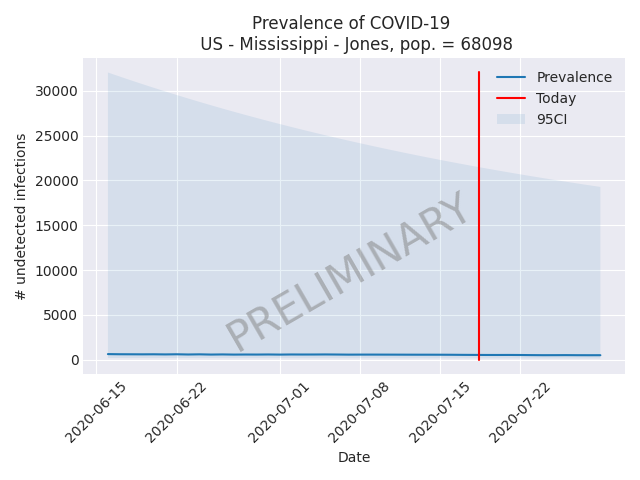 Prevalence of COVID-19
US - Mississippi - Jones, pop. = 68098
Prevalence
Today
95CI
# undetected infections
30000
25000
20000
15000
10000
5000
0
PRELIMINARY
2020-06-15
2020-06-22
2020-07-01
2020-07-08
2020-07-15
2020-07-22
Date